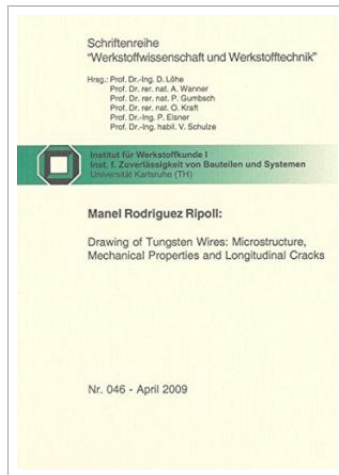 Schriftenreihe
"Werkstoffwissenschaft und Werkstofftechnik"
Hrsg.: Prof. Dr.-Ing. D. Löhe
Prof. Dr. rer. nat. A. Wanner
Prof. Dr. rer. nat. P. Gumbsch
Prof. Dr. rer. nat. O. Kraft
Prof. Dr.-Ing. P. Elsner
Prof. Dr.-Ing. habil. V. Schulze
Institut für Werkstoffkunde I
Inst. f. Zuverlässigkeit von Bauteilen und Systemen
Universität Karlsruhe (TH)
Manel Rodriguez Ripoll:
Drawing of Tungsten Wires: Microstructure,
Mechanical Properties and Longitudinal Cracks
Nr. 046 - April 2009